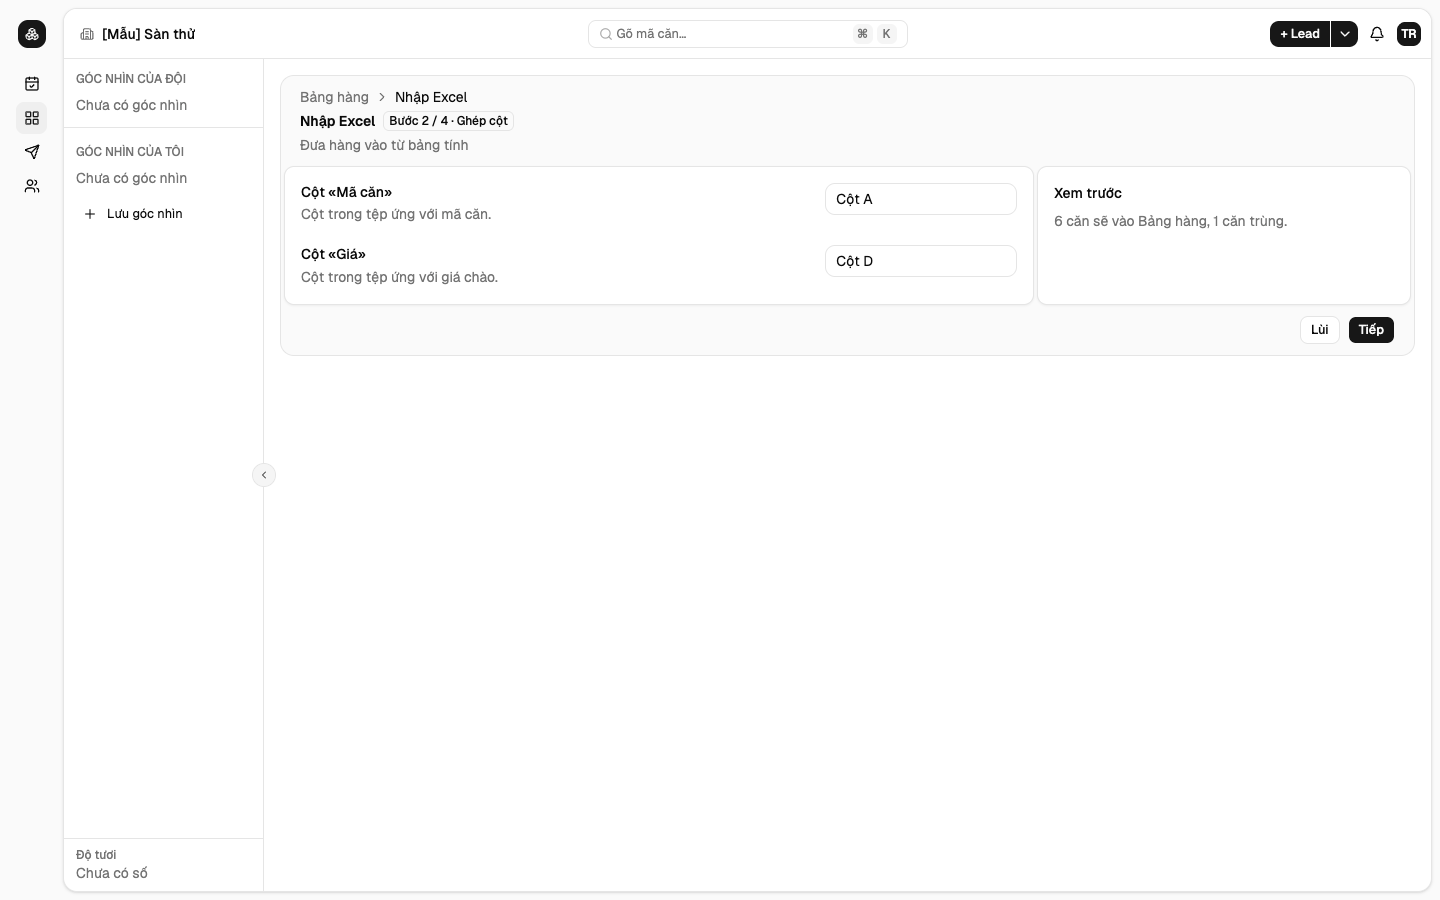 [Mẫu] Sàn thử
Gõ mã căn...
⌘ K
+ Lead
TR
GÓC NHÌN CỦA ĐỘI
Chưa có góc nhìn
GÓC NHÌN CỦA TÔI
Chưa có góc nhìn
Lưu góc nhìn
Độ tươi
Chưa có số
Bảng hàng > Nhập Excel
Nhập Excel Bước 2 / 4 · Ghép cột
Đưa hàng vào từ bảng tính
Cột «Mã căn»
Cột A
Cột trong tệp ứng với mã căn.
Cột «Giá»
Cột D
Cột trong tệp ứng với giá chào.
Xem trước
6 căn sẽ vào Bảng hàng, 1 căn trùng.
Lùi
Tiếp